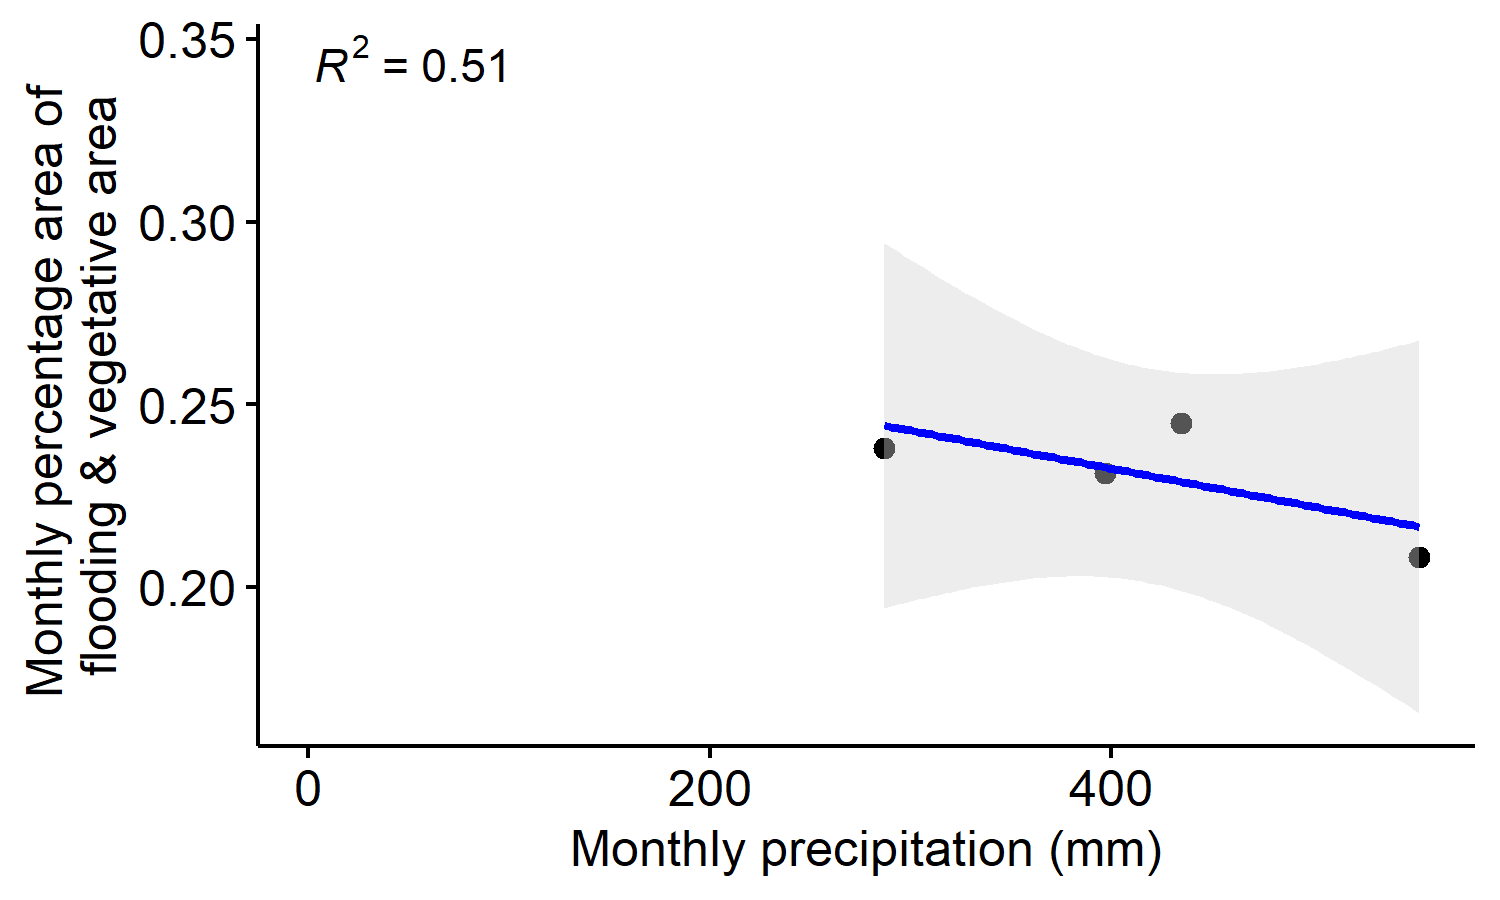 Monthly percentage area of
flooding & vegetative area
0.35
0.30
0.25
0.20
R² = 0.51
0 200 400
Monthly precipitation (mm)